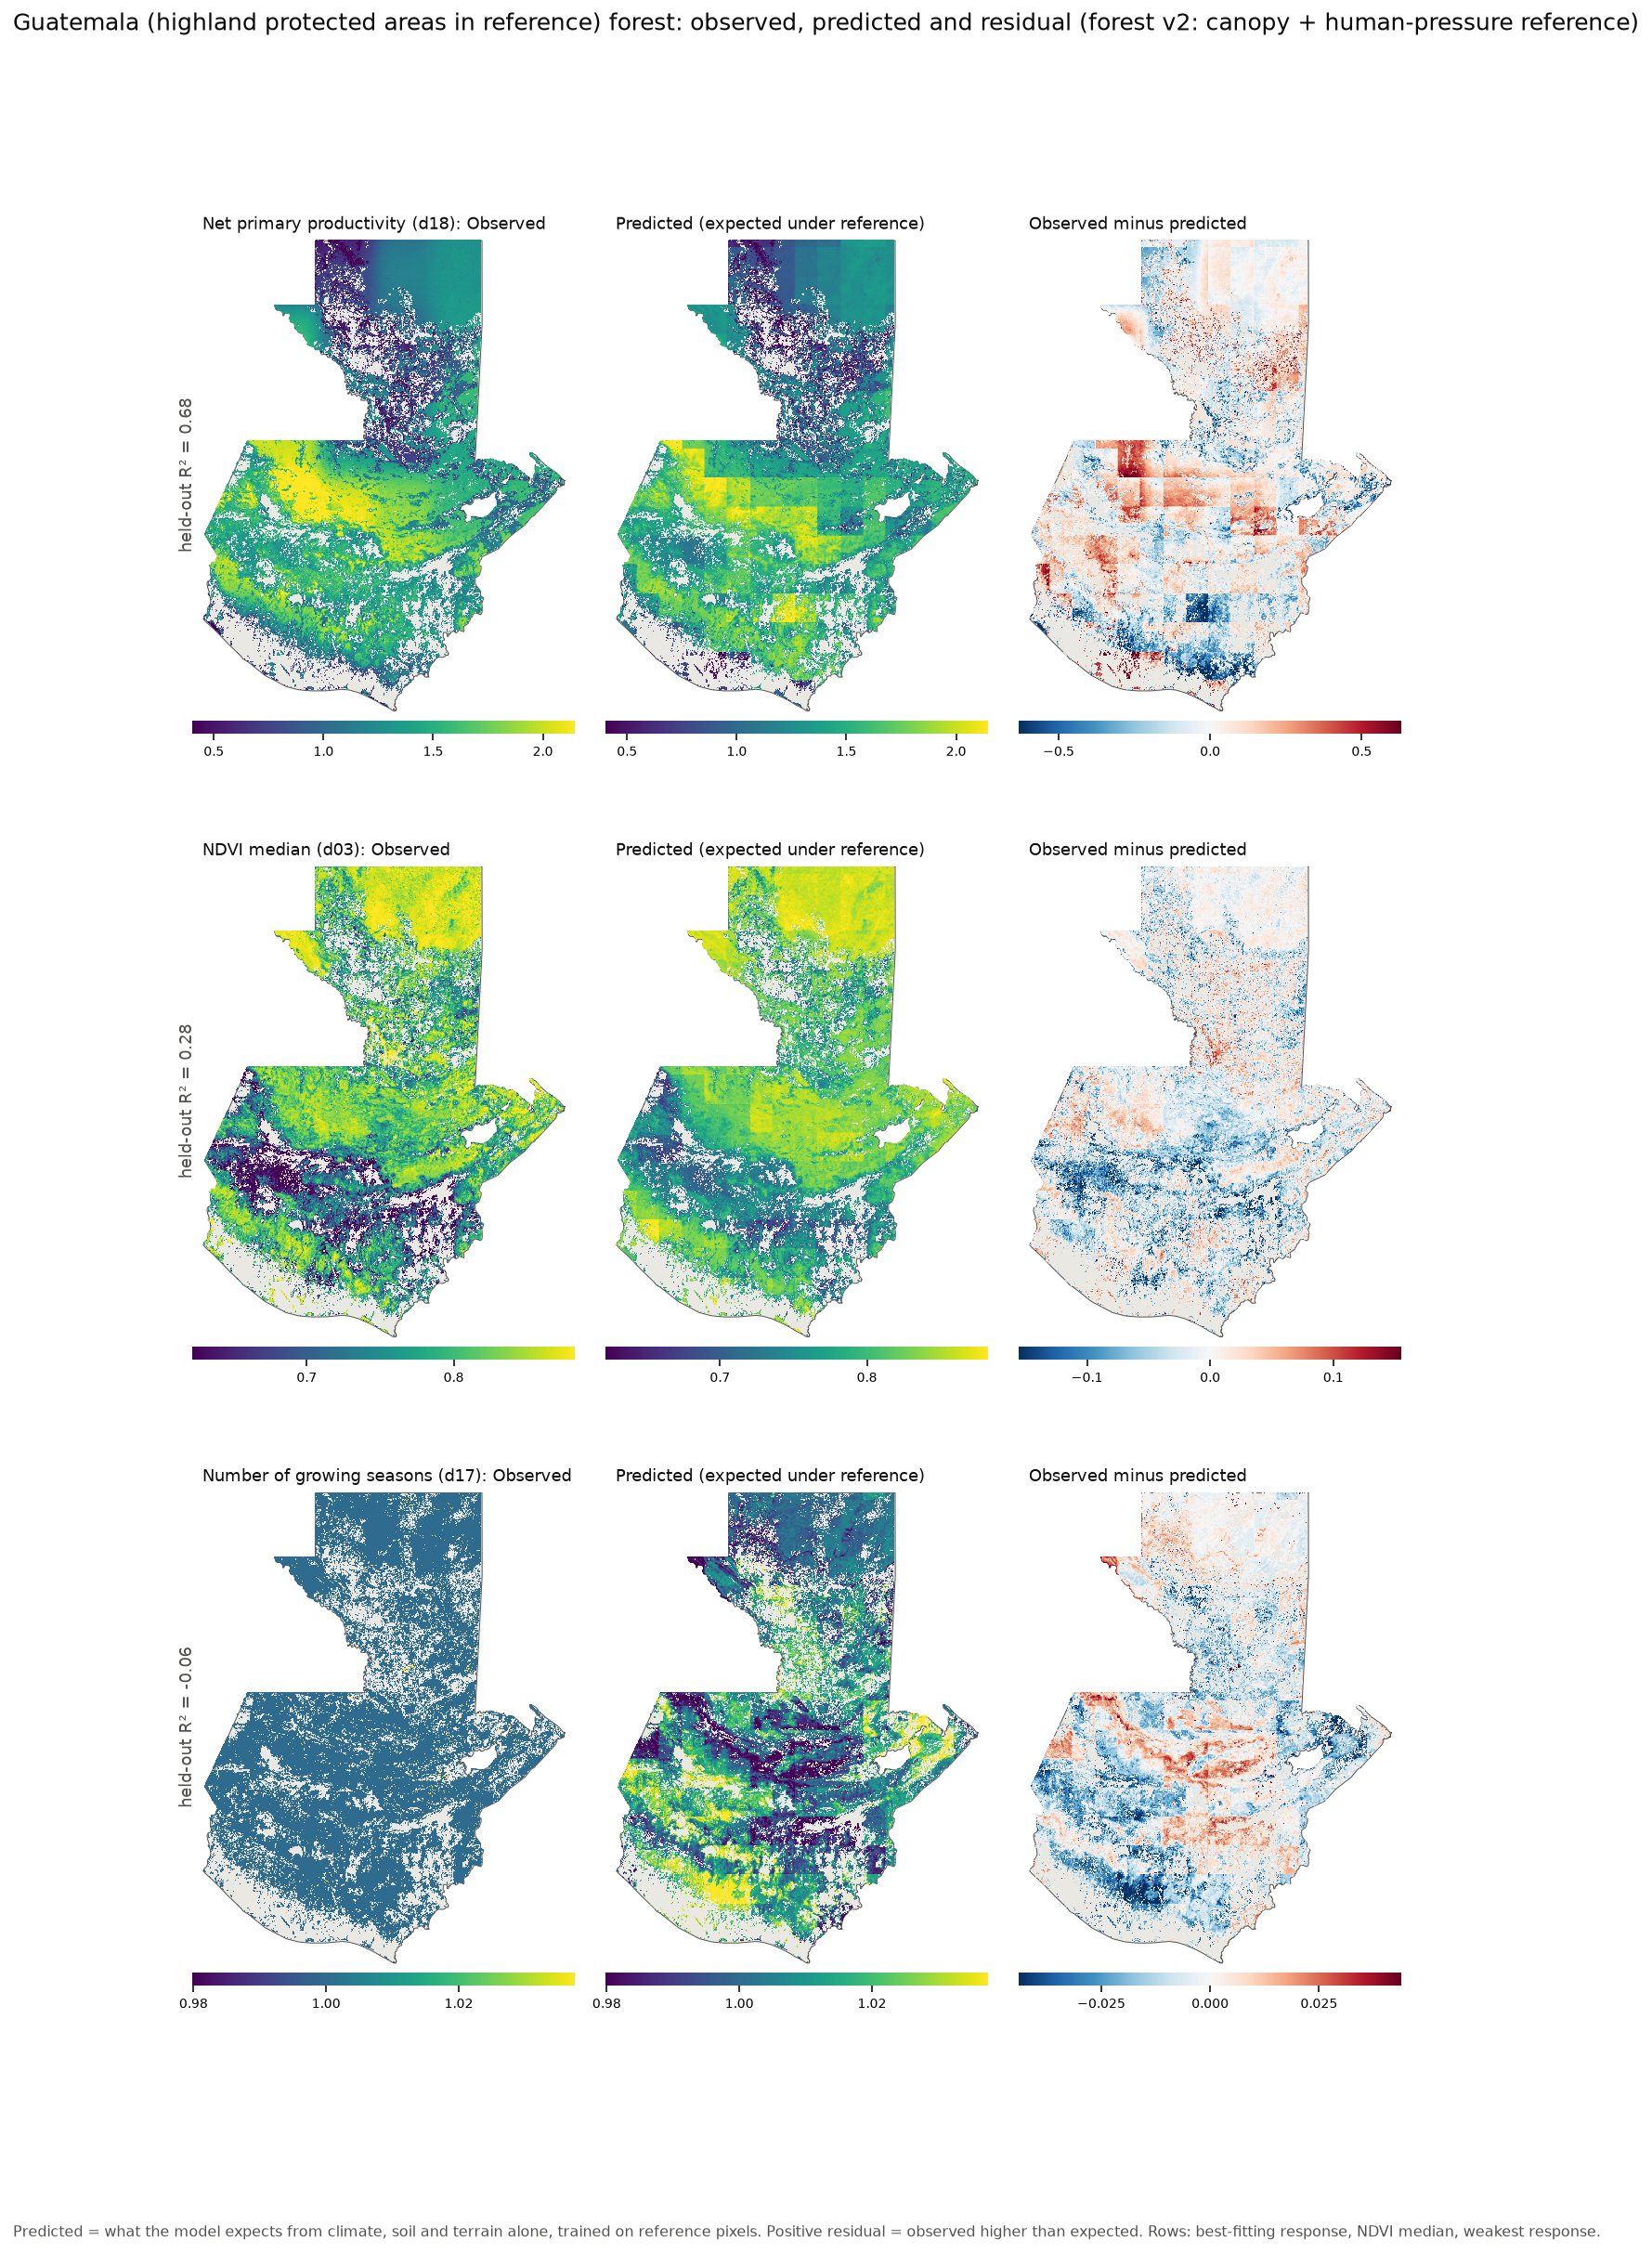 Guatemala (highland protected areas in reference) forest: observed, predicted and residual (forest v2: canopy + human-pressure reference)
Net primary productivity (d18): Observed
Predicted (expected under reference)
Observed minus predicted
held-out R² = 0.68
0.5 1.0 1.5 2.0
0.5 1.0 1.5 2.0
−0.5 0.0 0.5
NDVI median (d03): Observed
Predicted (expected under reference)
Observed minus predicted
held-out R² = 0.28
0.7 0.8
0.7 0.8
−0.1 0.0 0.1
Number of growing seasons (d17): Observed
Predicted (expected under reference)
Observed minus predicted
held-out R² = -0.06
0.98 1.00 1.02
0.98 1.00 1.02
−0.025 0.000 0.025
Predicted = what the model expects from climate, soil and terrain alone, trained on reference pixels. Positive residual = observed higher than expected. Rows: best-fitting response, NDVI median, weakest response.